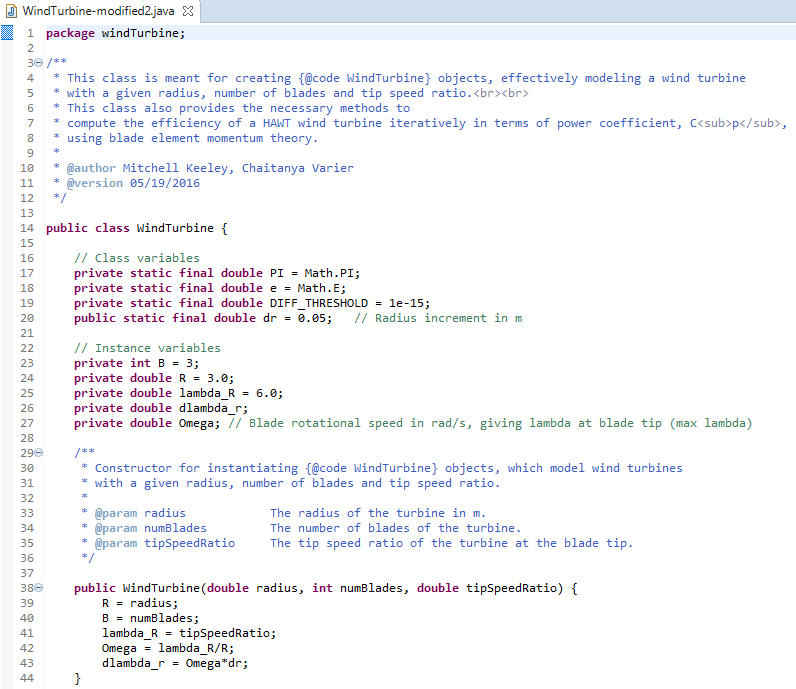 WindTurbine-modified2.java
1 package windTurbine;
2
3 /**
4  * This class is meant for creating {@code WindTurbine} objects, effectively modeling a wind turbine
5  * with a given radius, number of blades and tip speed ratio.<br><br>
6  * This class also provides the necessary methods to
7  * compute the efficiency of a HAWT wind turbine iteratively in terms of power coefficient, C<sub>p</sub>,
8  * using blade element momentum theory.
9  *
10  * @author Mitchell Keeley, Chaitanya Varier
11  * @version 05/19/2016
12  */
13
14 public class WindTurbine {
15
16     // Class variables
17     private static final double PI = Math.PI;
18     private static final double e = Math.E;
19     private static final double DIFF_THRESHOLD = 1e-15;
20     public static final double dr = 0.05;   // Radius increment in m
21
22     // Instance variables
23     private int B = 3;
24     private double R = 3.0;
25     private double lambda_R = 6.0;
26     private double dlambda_r;
27     private double Omega; // Blade rotational speed in rad/s, giving lambda at blade tip (max lambda)
28
29     /**
30      * Constructor for instantiating {@code WindTurbine} objects, which model wind turbines
31      * with a given radius, number of blades and tip speed ratio.
32      *
33      * @param radius            The radius of the turbine in m.
34      * @param numBlades         The number of blades of the turbine.
35      * @param tipSpeedRatio     The tip speed ratio of the turbine at the blade tip.
36      */
37
38     public WindTurbine(double radius, int numBlades, double tipSpeedRatio) {
39         R = radius;
40         B = numBlades;
41         lambda_R = tipSpeedRatio;
42         Omega = lambda_R/R;
43         dlambda_r = Omega*dr;
44     }